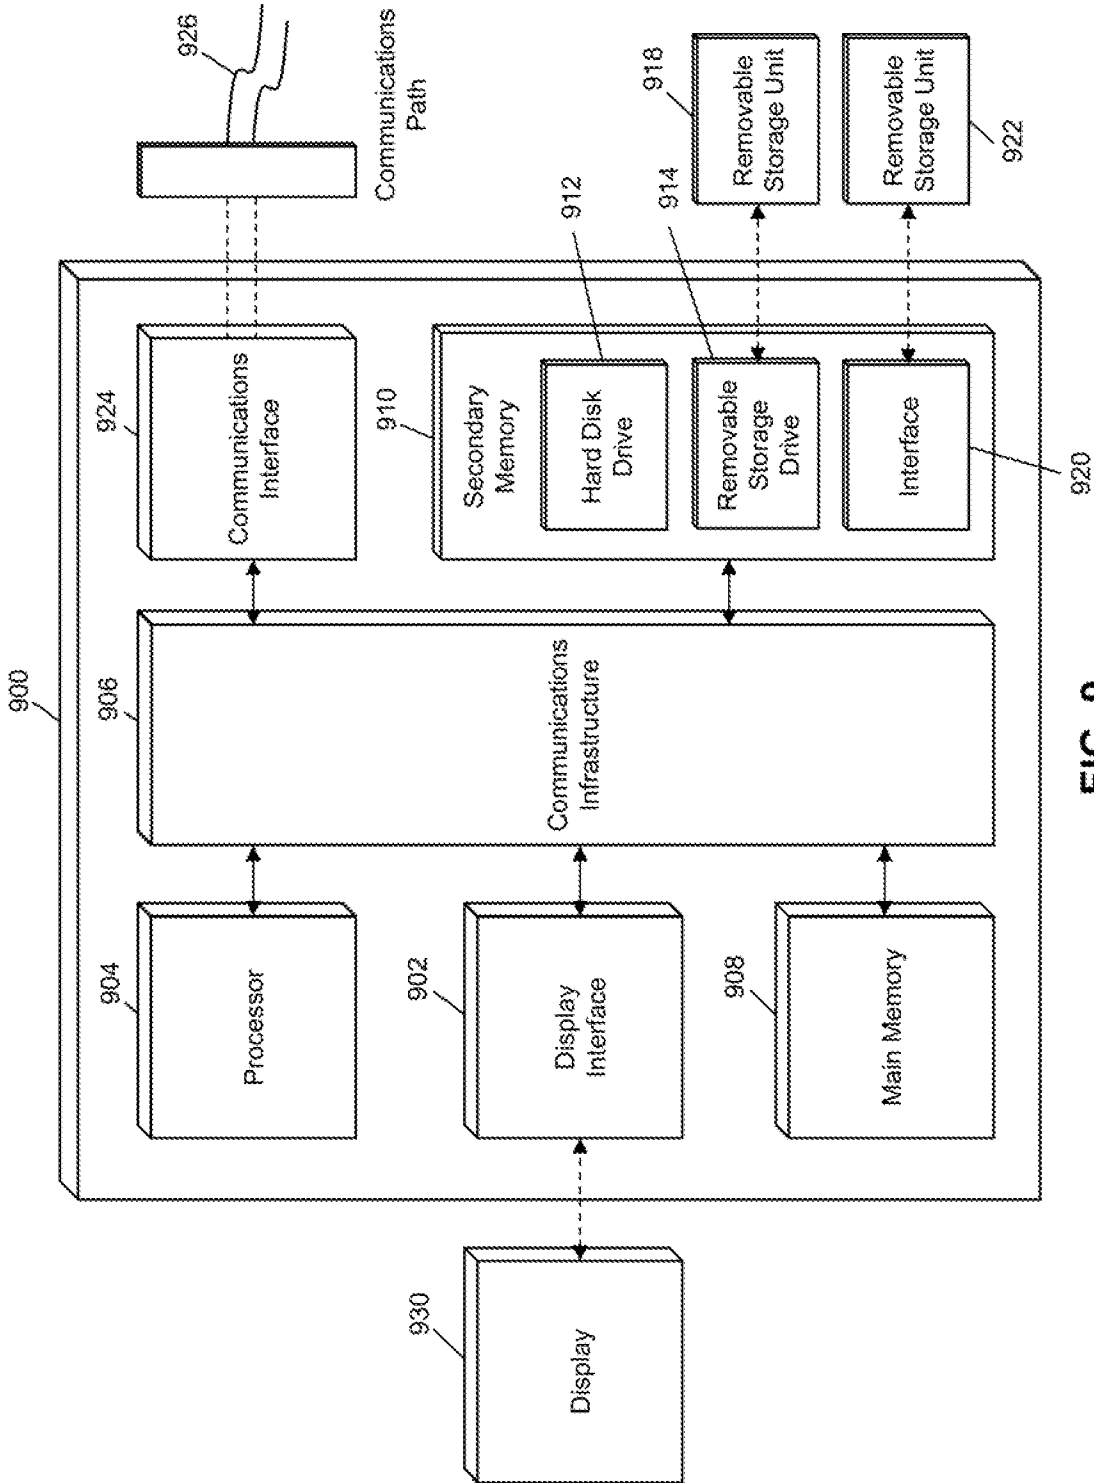 900
904
Processor
906
Communications
Infrastructure
924
Communications
Interface
926
Communications
Path
930
Display
902
Display
Interface
908
Main Memory
910
Secondary
Memory
912
Hard Disk
Drive
914
Removable
Storage
Drive
918
Removable
Storage Unit
920
Interface
922
Removable
Storage Unit
FIG.